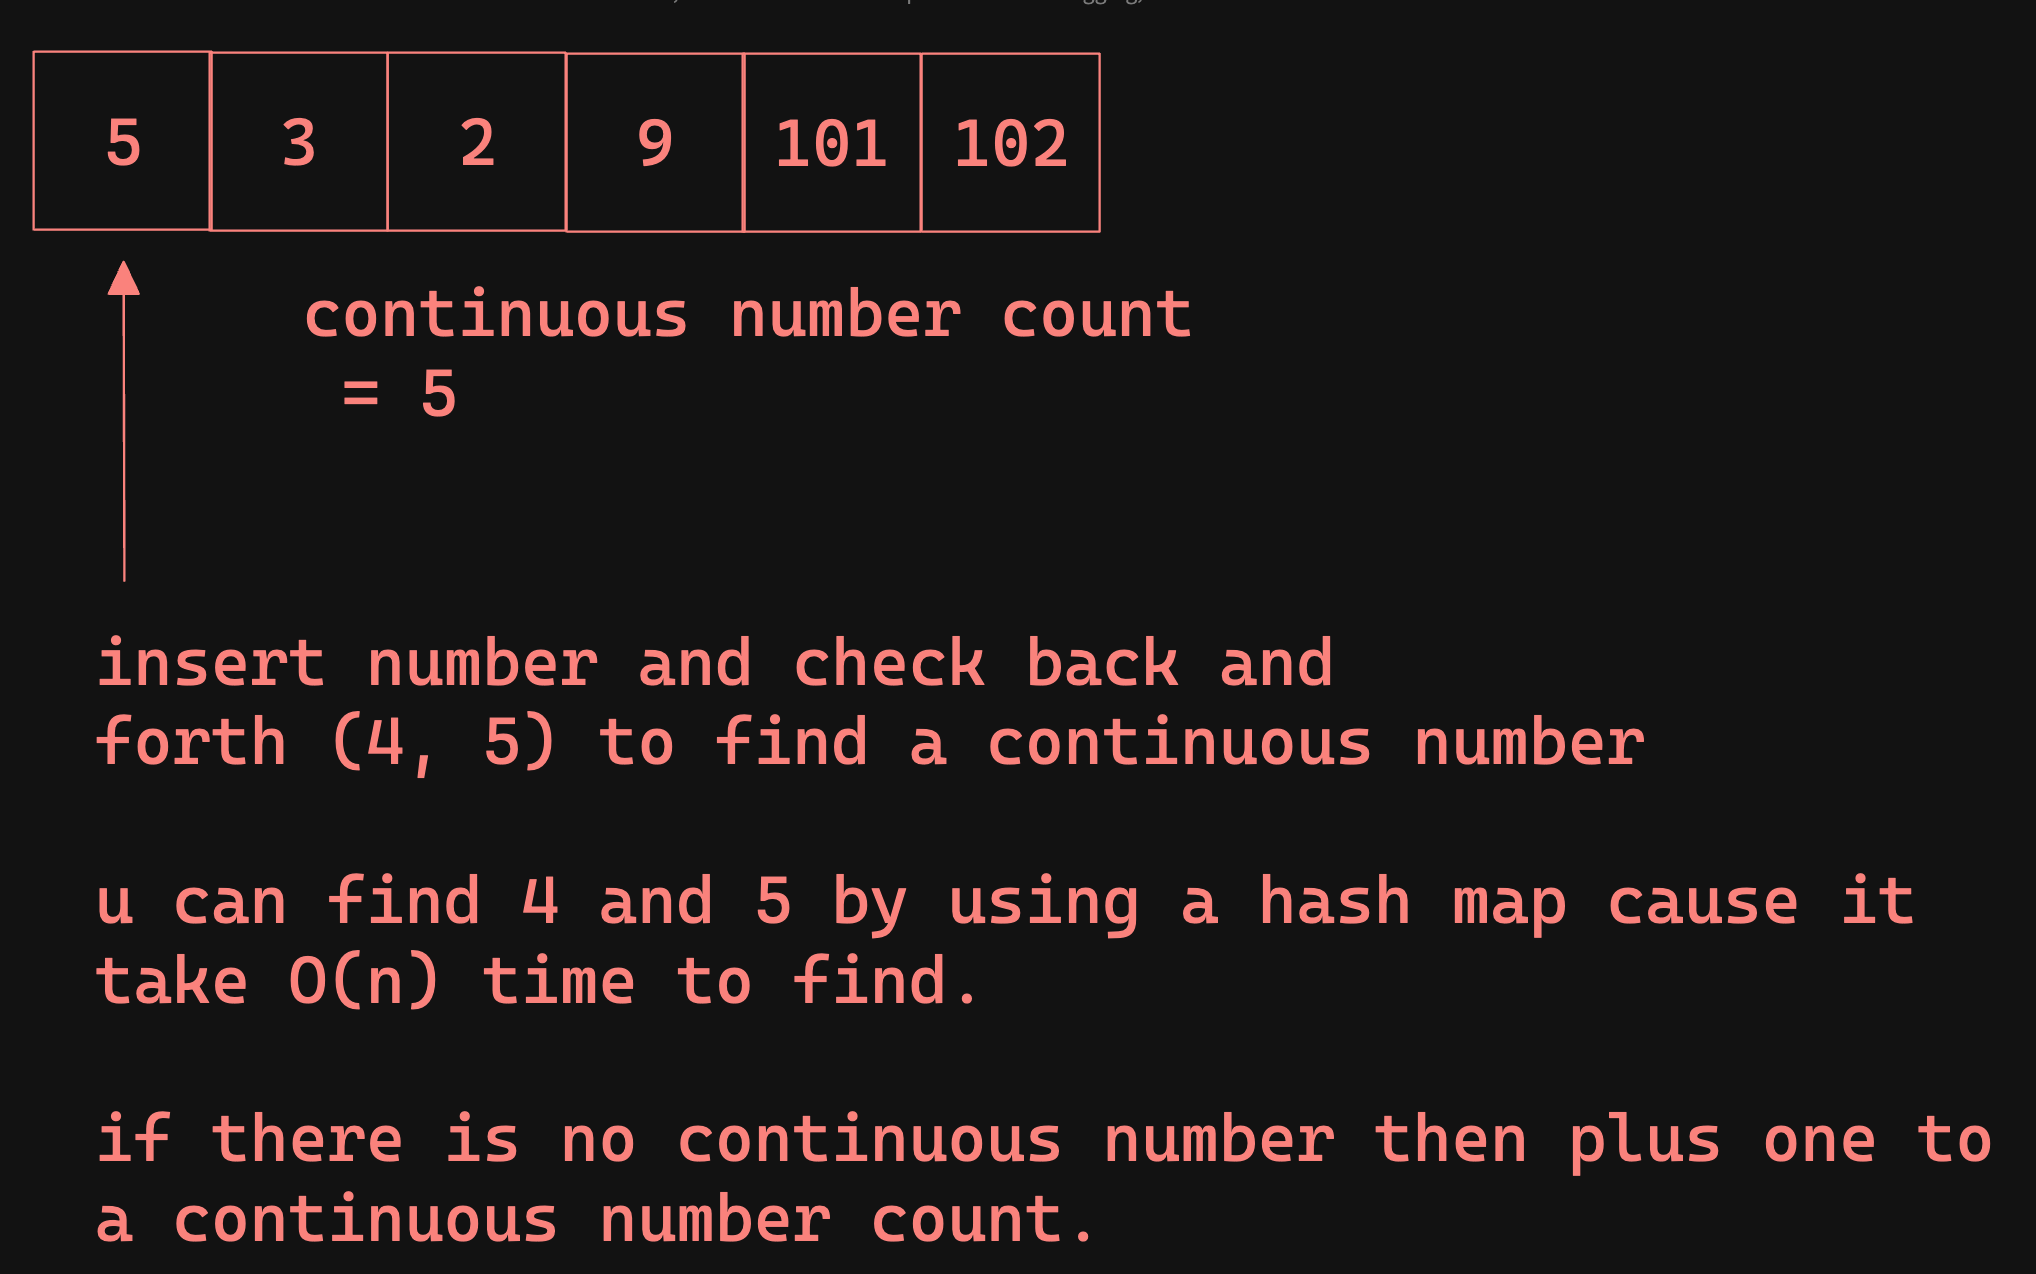 5 3 2 9 101 102
continuous number count
= 5
insert number and check back and
forth (4, 5) to find a continuous number
u can find 4 and 5 by using a hash map cause it
take O(n) time to find.
if there is no continuous number then plus one to
a continuous number count.